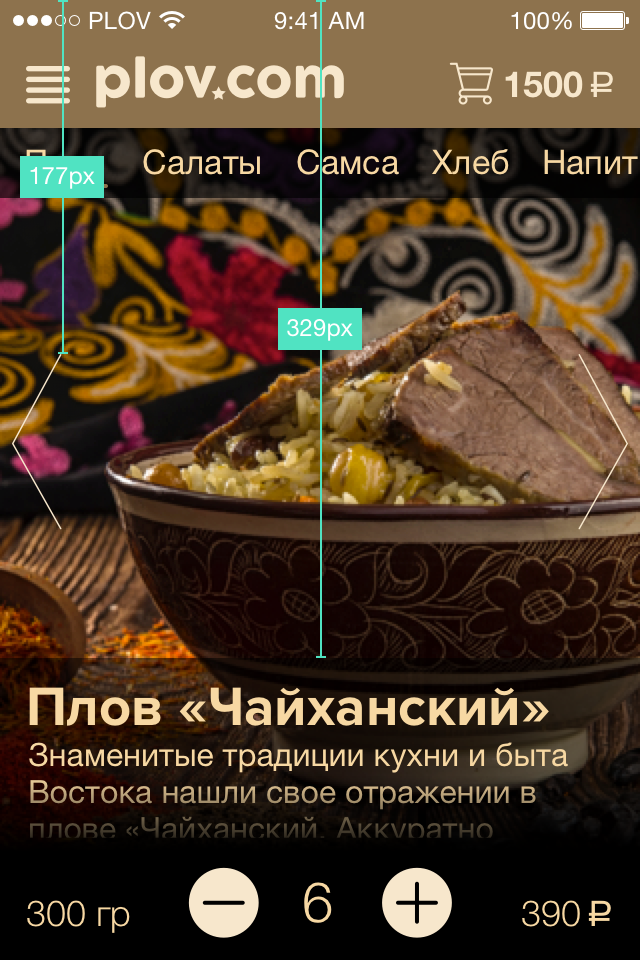 PLOV 9:41 AM 100%
plov.com 1500 ₽
Салаты Самса Хлеб Напит
177px
329px
Плов «Чайханский»
Знаменитые традиции кухни и быта
Востока нашли свое отражении в
плове «Чайханский. Аккуратно
300 гр 6 390 ₽